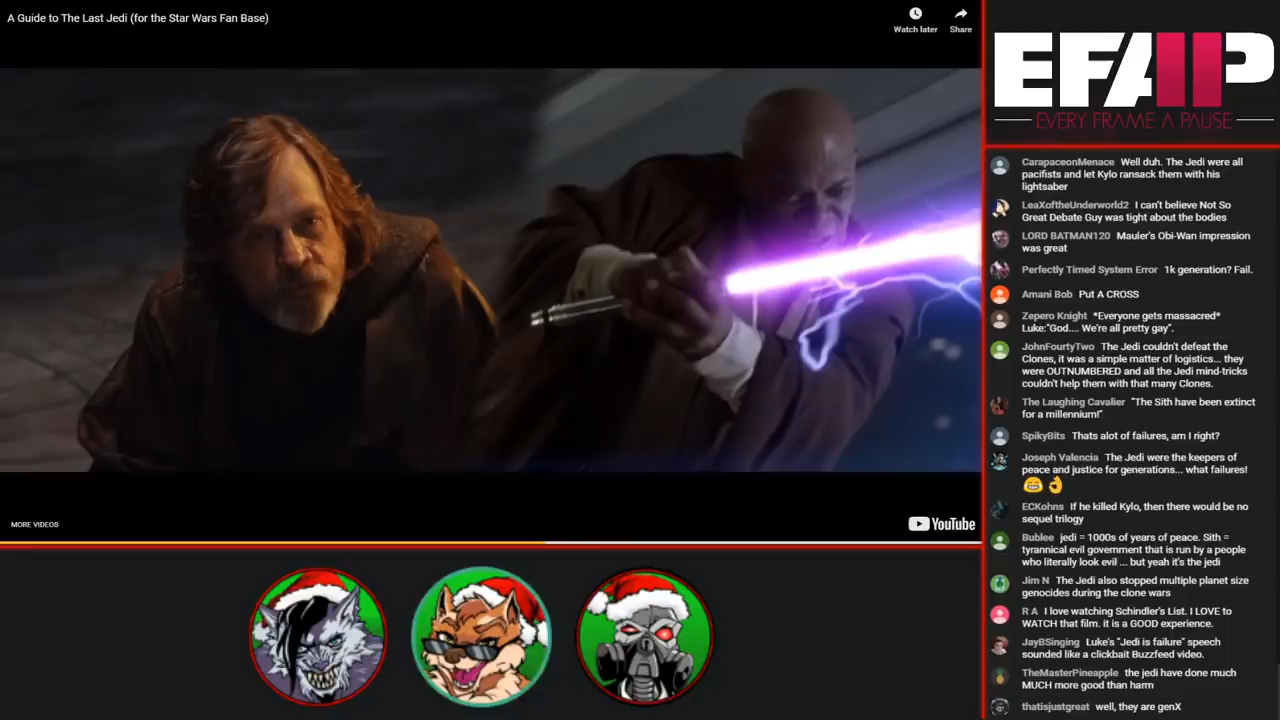 A Guide to The Last Jedi (for the Star Wars Fan Base)
Watch later
Share
MORE VIDEOS
YouTube
EFAP
EVERY FRAME A PAUSE
CarapaceonMenace Well duh. The Jedi were all
pacifists and let Kylo ransack them with his
lightsaber
LeaXoftheUnderworld2 I can't believe Not So
Great Debate Guy was tight about the bodies
LORD BATMAN120 Mauler's Obi-Wan impression
was great
Perfectly Timed System Error 1k generation? Fail.
Amani Bob Put A CROSS
Zepero Knight *Everyone gets massacred*
Luke:"God.... We're all pretty gay".
JohnFourtyTwo The Jedi couldn't defeat the
Clones, it was a simple matter of logistics... they
were OUTNUMBERED and all the Jedi mind-tricks
couldn't help them with that many Clones.
The Laughing Cavalier "The Sith have been extinct
for a millennium!"
SpikyBits Thats alot of failures, am I right?
Joseph Valencia The Jedi were the keepers of
peace and justice for generations... what failures!
😁👌
ECKohns If he killed Kylo, then there would be no
sequel trilogy
Bublee jedi = 1000s of years of peace. Sith =
tyrannical evil government that is run by a people
who literally look evil ... but yeah it's the jedi
Jim N The Jedi also stopped multiple planet size
genocides during the clone wars
R A I love watching Schindler's List. I LOVE to
WATCH that film. it is a GOOD experience.
JayBSinging Luke's "Jedi is failure" speech
sounded like a clickbait Buzzfeed video.
TheMasterPineapple the jedi have done much
MUCH more good than harm
thatisjustgreat well, they are genX